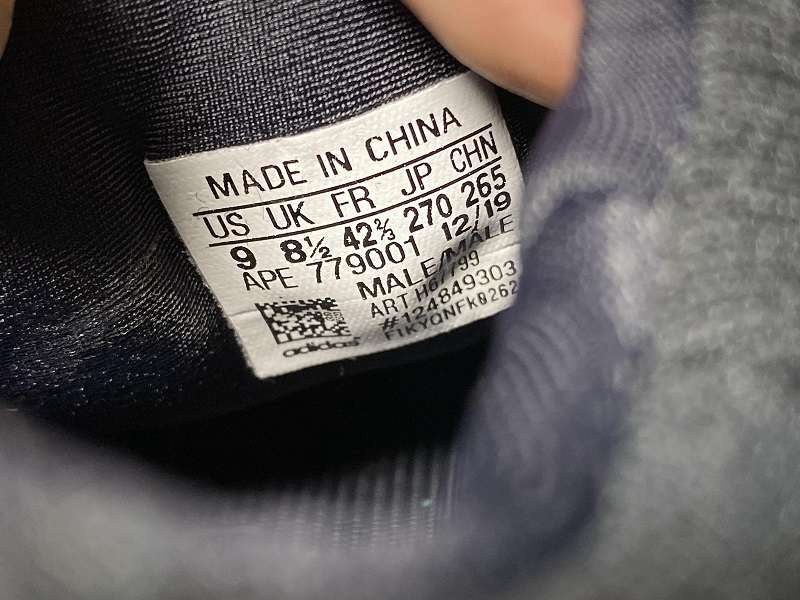 MADE IN CHINA
US UK FR JP CHN
9 8½ 42⅔ 270 265
APE 779001 12/19
MALE/MALE
ART H67799
#124849303
F1KYQNFK0262
adidas